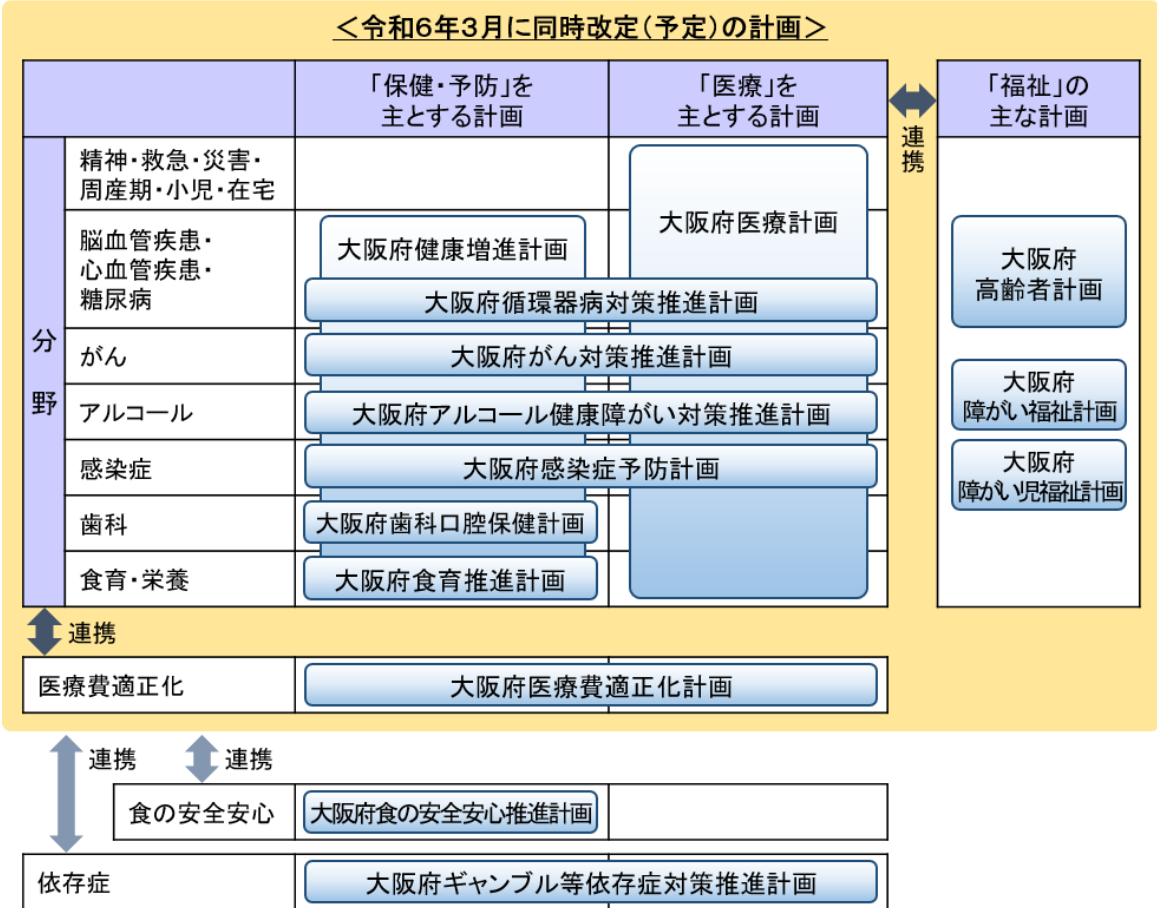 ＜令和６年３月に同時改定（予定）の計画＞
「保健・予防」を
主とする計画
「医療」を
主とする計画
連携
「福祉」の
主な計画
分野
精神・救急・災害・
周産期・小児・在宅
大阪府医療計画
脳血管疾患・
心血管疾患・
糖尿病
大阪府健康増進計画
大阪府循環器病対策推進計画
大阪府
高齢者計画
がん
大阪府がん対策推進計画
アルコール
大阪府アルコール健康障がい対策推進計画
大阪府
障がい福祉計画
感染症
大阪府感染症予防計画
大阪府
障がい児福祉計画
歯科
大阪府歯科口腔保健計画
食育・栄養
大阪府食育推進計画
連携
医療費適正化
大阪府医療費適正化計画
連携
連携
食の安全安心
大阪府食の安全安心推進計画
依存症
大阪府ギャンブル等依存症対策推進計画